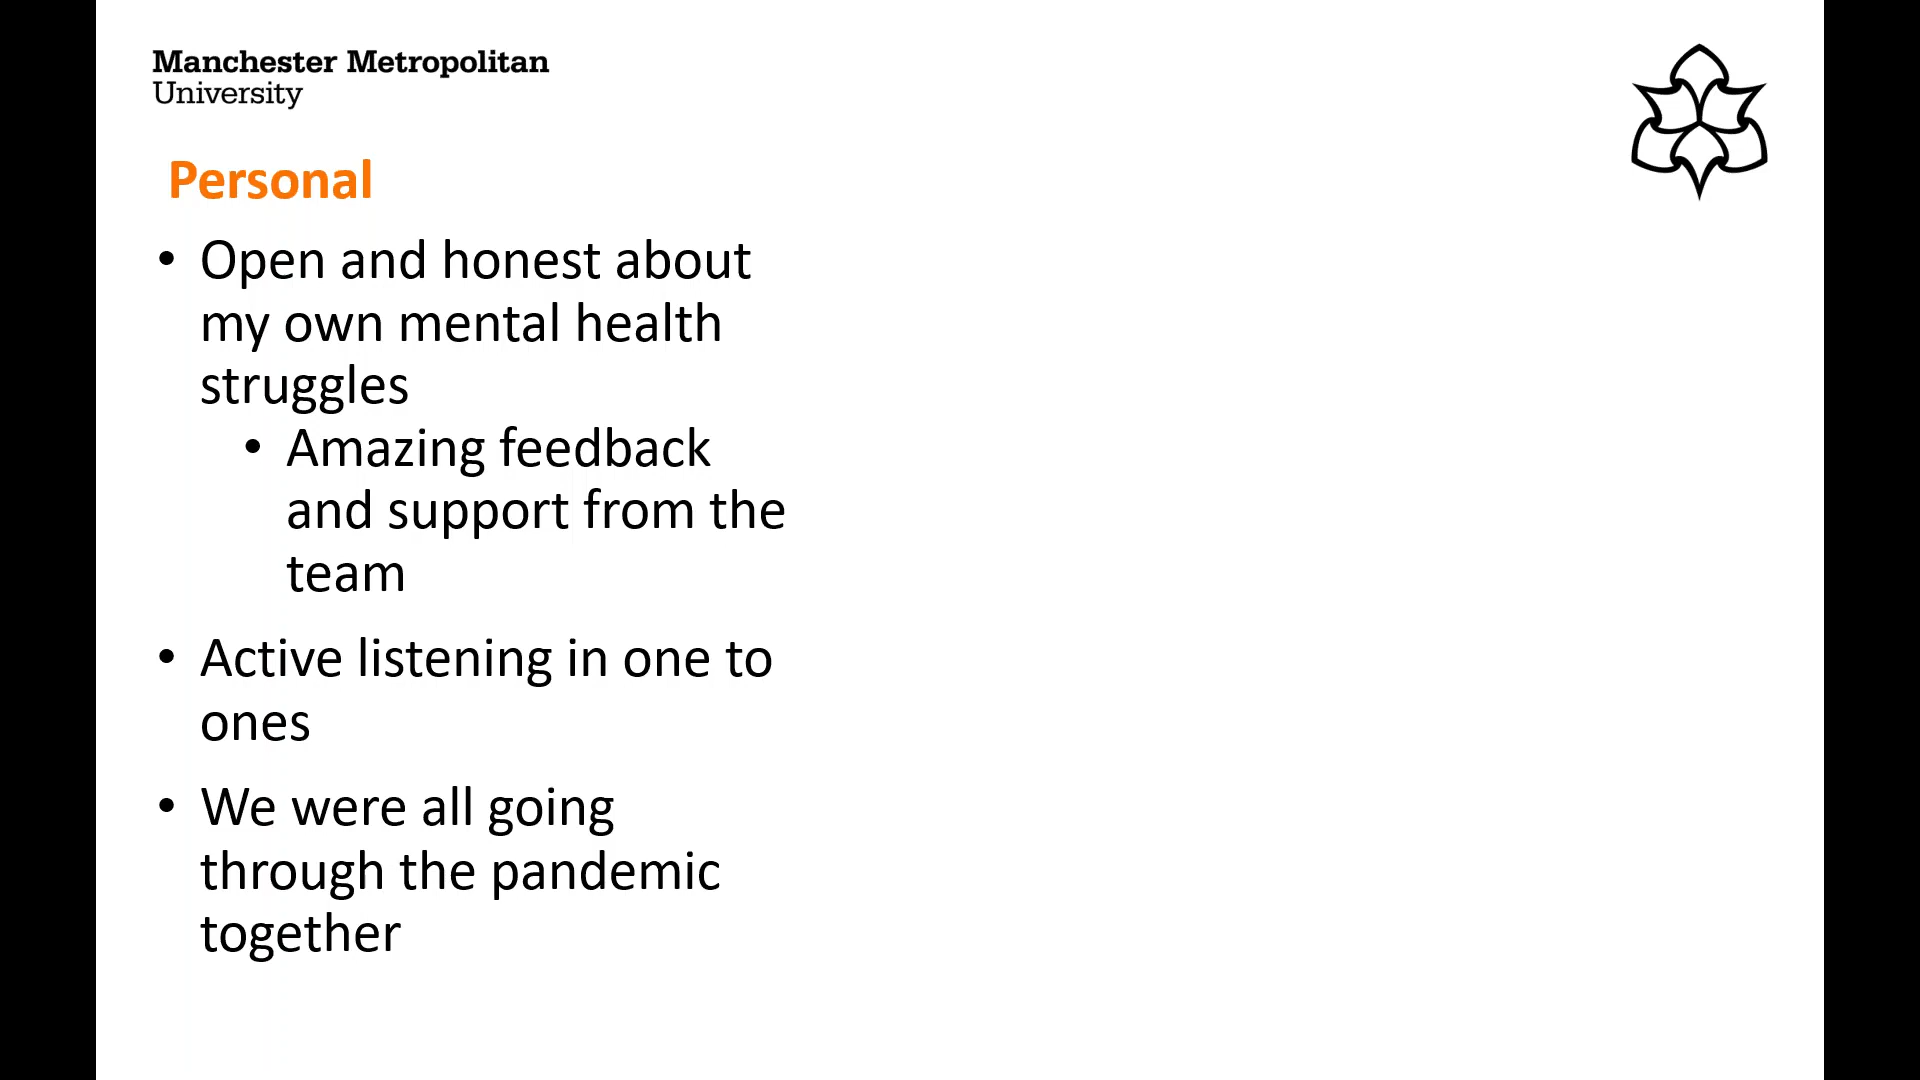 Manchester Metropolitan
University
Personal
• Open and honest about
my own mental health
struggles
• Amazing feedback
and support from the
team
• Active listening in one to
ones
• We were all going
through the pandemic
together